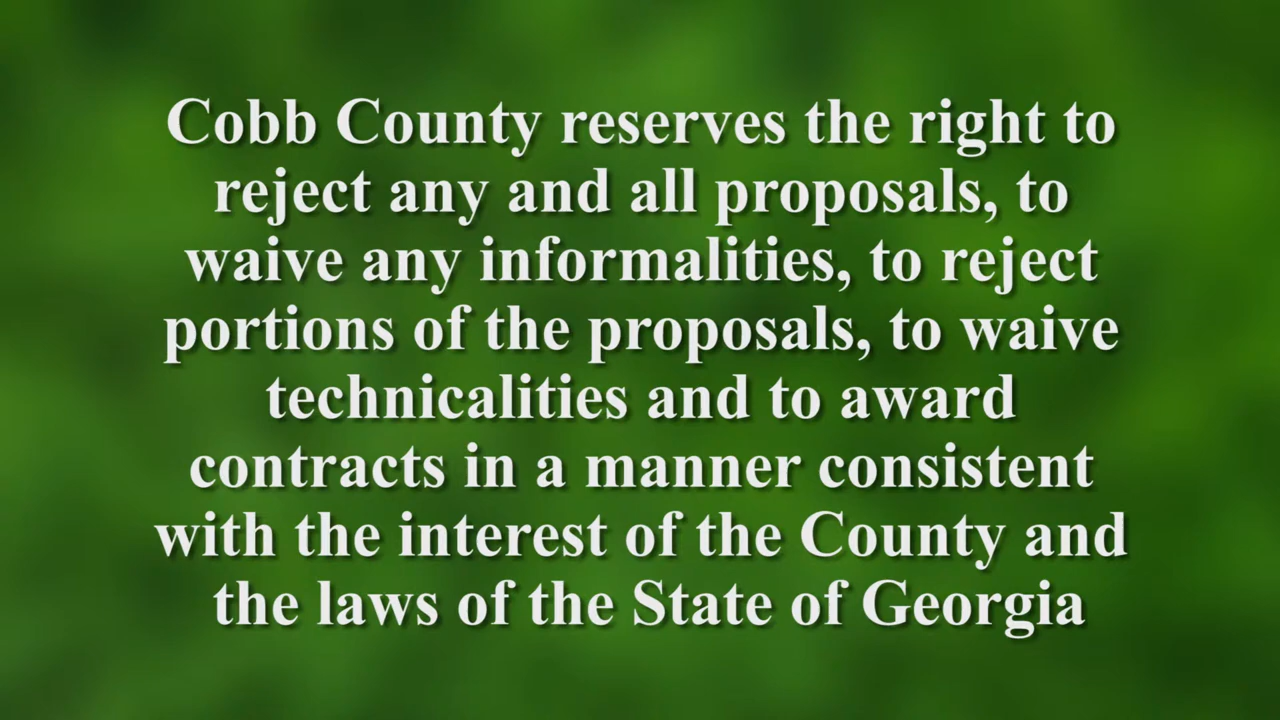 Cobb County reserves the right to
reject any and all proposals, to
waive any informalities, to reject
portions of the proposals, to waive
technicalities and to award
contracts in a manner consistent
with the interest of the County and
the laws of the State of Georgia